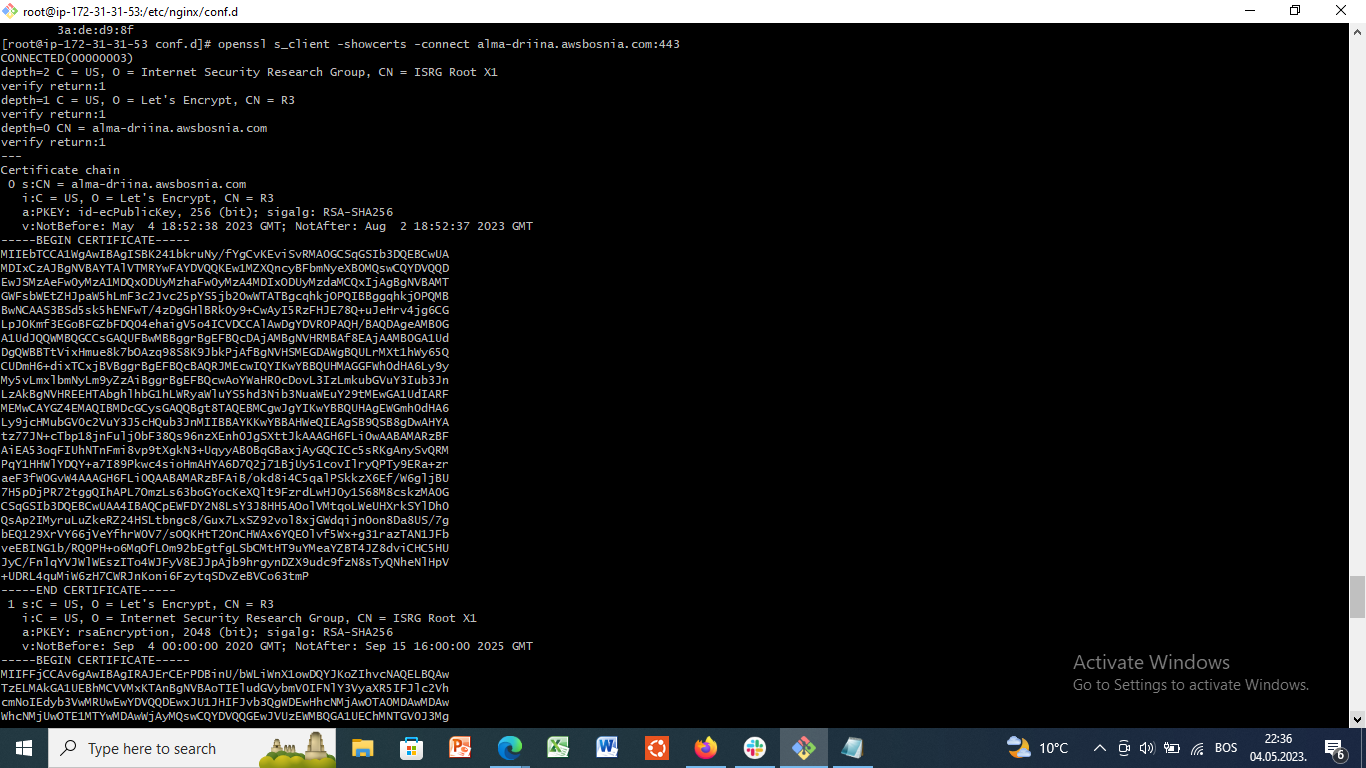 root@ip-172-31-31-53:/etc/nginx/conf.d
3a:de:d9:8f
[root@ip-172-31-31-53 conf.d]# openssl s_client -showcerts -connect alma-driina.awsbosnia.com:443
CONNECTED(00000003)
depth=2 C = US, O = Internet Security Research Group, CN = ISRG Root X1
verify return:1
depth=1 C = US, O = Let's Encrypt, CN = R3
verify return:1
depth=0 CN = alma-driina.awsbosnia.com
verify return:1
---
Certificate chain
0 s:CN = alma-driina.awsbosnia.com
i:C = US, O = Let's Encrypt, CN = R3
a:PKEY: id-ecPublicKey, 256 (bit); sigalg: RSA-SHA256
v:NotBefore: May  4 18:52:38 2023 GMT; NotAfter: Aug  2 18:52:37 2023 GMT
-----BEGIN CERTIFICATE-----
MIIEbTCCA1WgAwIBAgISBK241bkruNy/fYgCvKEviSvRMA0GCSqGSIb3DQEBCwUA
MDIxCzAJBgNVBAYTAlVTMRYwFAYDVQQKEw1MZXQncyBFbmNyeXB0MQswCQYDVQQD
EwJSMzAeFw0yMzA1MDQxODUyMzhaFw0yMzA4MDIxODUyMzdaMCQxIjAgBgNVBAMT
GWFsbWEtZHJpaW5hLmF3c2Jvc25pYS5jb20wWTATBgcqhkjOPQIBBggqhkjOPQMB
BwNCAAS3BSd5sk5hENFwT/4zDgGHlBRkOy9+CwAyI5RzFHJE78Q+uJeHrv4jg6CG
LpJOKmf3EGoBFGZbFDQO4ehaigV5o4ICVDCCAlAwDgYDVR0PAQH/BAQDAgeAMB0G
A1UdJQQWMBQGCCsGAQUFBwMBBggrBgEFBQcDAjAMBgNVHRMBAf8EAjAAMB0GA1Ud
DgQWBBTtVixHmue8k7bOAzq98S8K9JbkPjAfBgNVHSMEGDAWgBQULrMXt1hWy65Q
CUDmH6+dixTCxjBVBggrBgEFBQcBAQRJMEcwIQYIKwYBBQUHMAGGFWh0dHA6Ly9y
My5vLmxlbmNyLm9yZzAiBggrBgEFBQcwAoYWaHR0cDovL3IzLmkubGVuY3Iub3Jn
LzAkBgNVHREEHTAbghlhbG1hLWRyaWluYS5hd3Nib3NuaWEuY29tMEwGA1UdIARF
MEMwCAYGZ4EMAQIBMDcGCysGAQQBgt8TAQEBMCgwJgYIKwYBBQUHAgEWGmh0dHA6
Ly9jcHMubGV0c2VuY3J5cHQub3JnMIIBBAYKKwYBBAHWeQIEAgSB9QSB8gDwAHYA
tz77JN+cTbp18jnFulj0bF38Qs96nzXEnh0JgSXttJkAAAGH6FLiOwAABAMARzBF
AiEA53oqFIUhNTnFmi8vp9tXgkN3+UqyyABOBqGBaxjAyGQCICc5sRKgAnySvQRM
PqY1HHWlYDQY+a7I89Pkwc4sioHmAHYA6D7Q2j71BjUy51covIlryQPTy9ERa+zr
aeF3fW0GvW4AAAGH6FLiOQAABAMARzBFAiB/okd8i4C5qalPSkkzX6Ef/W6gljBU
7H5pDjPR72tggQIhAPL7OmzLs63boGYocKeXQlt9FzrdLwHJOy1S68M8cskzMA0G
CSqGSIb3DQEBCwUAA4IBAQCpEWFDY2N8LsY3J8HH5AOolVMtqoLWeUHXrkSYlDhO
QsAp2IMyruLuZkeRZ24HSLtbngc8/Gux7LxSZ92vol8xjGWdqijnOon8Da8US/7g
bEQ129XrVY66jVeYfhrWOV7/sOQKHtT2OnCHWAx6YQEOlvf5Wx+g31razTAN1JFb
veEBING1b/RQOPH+o6MqOfLOm92bEgtfgLSbCMtHT9uYMeaYZBT4JZ8dviCHC5HU
JyC/FnlqYVJWlWEszITo4WJFyV8EJJpAjb9hrgynDZX9udc9fzN8sTyQNheNlHpV
+UDRL4quMiW6zH7CWRJnKoni6FzytqSDvZeBVCo63tmP
-----END CERTIFICATE-----
1 s:C = US, O = Let's Encrypt, CN = R3
i:C = US, O = Internet Security Research Group, CN = ISRG Root X1
a:PKEY: rsaEncryption, 2048 (bit); sigalg: RSA-SHA256
v:NotBefore: Sep  4 00:00:00 2020 GMT; NotAfter: Sep 15 16:00:00 2025 GMT
-----BEGIN CERTIFICATE-----
MIIFFjCCAv6gAwIBAgIRAJErCErPDBinU/bWLiWnX1owDQYJKoZIhvcNAQELBQAw
TzELMAkGA1UEBhMCVVMxKTAnBgNVBAoTIEludGVybmV0IFNlY3VyaXR5IFJlc2Vh
cmNoIEdyb3VwMRUwEwYDVQQDEwxJU1JHIFJvb3QgWDEwHhcNMjAwOTA0MDAwMDAw
WhcNMjUwOTE1MTYwMDAwWjAyMQswCQYDVQQGEwJVUzEWMBQGA1UEChMNTGV0J3Mg
Activate Windows
Go to Settings to activate Windows.
Type here to search
10°C
BOS
22:36
04.05.2023.
6